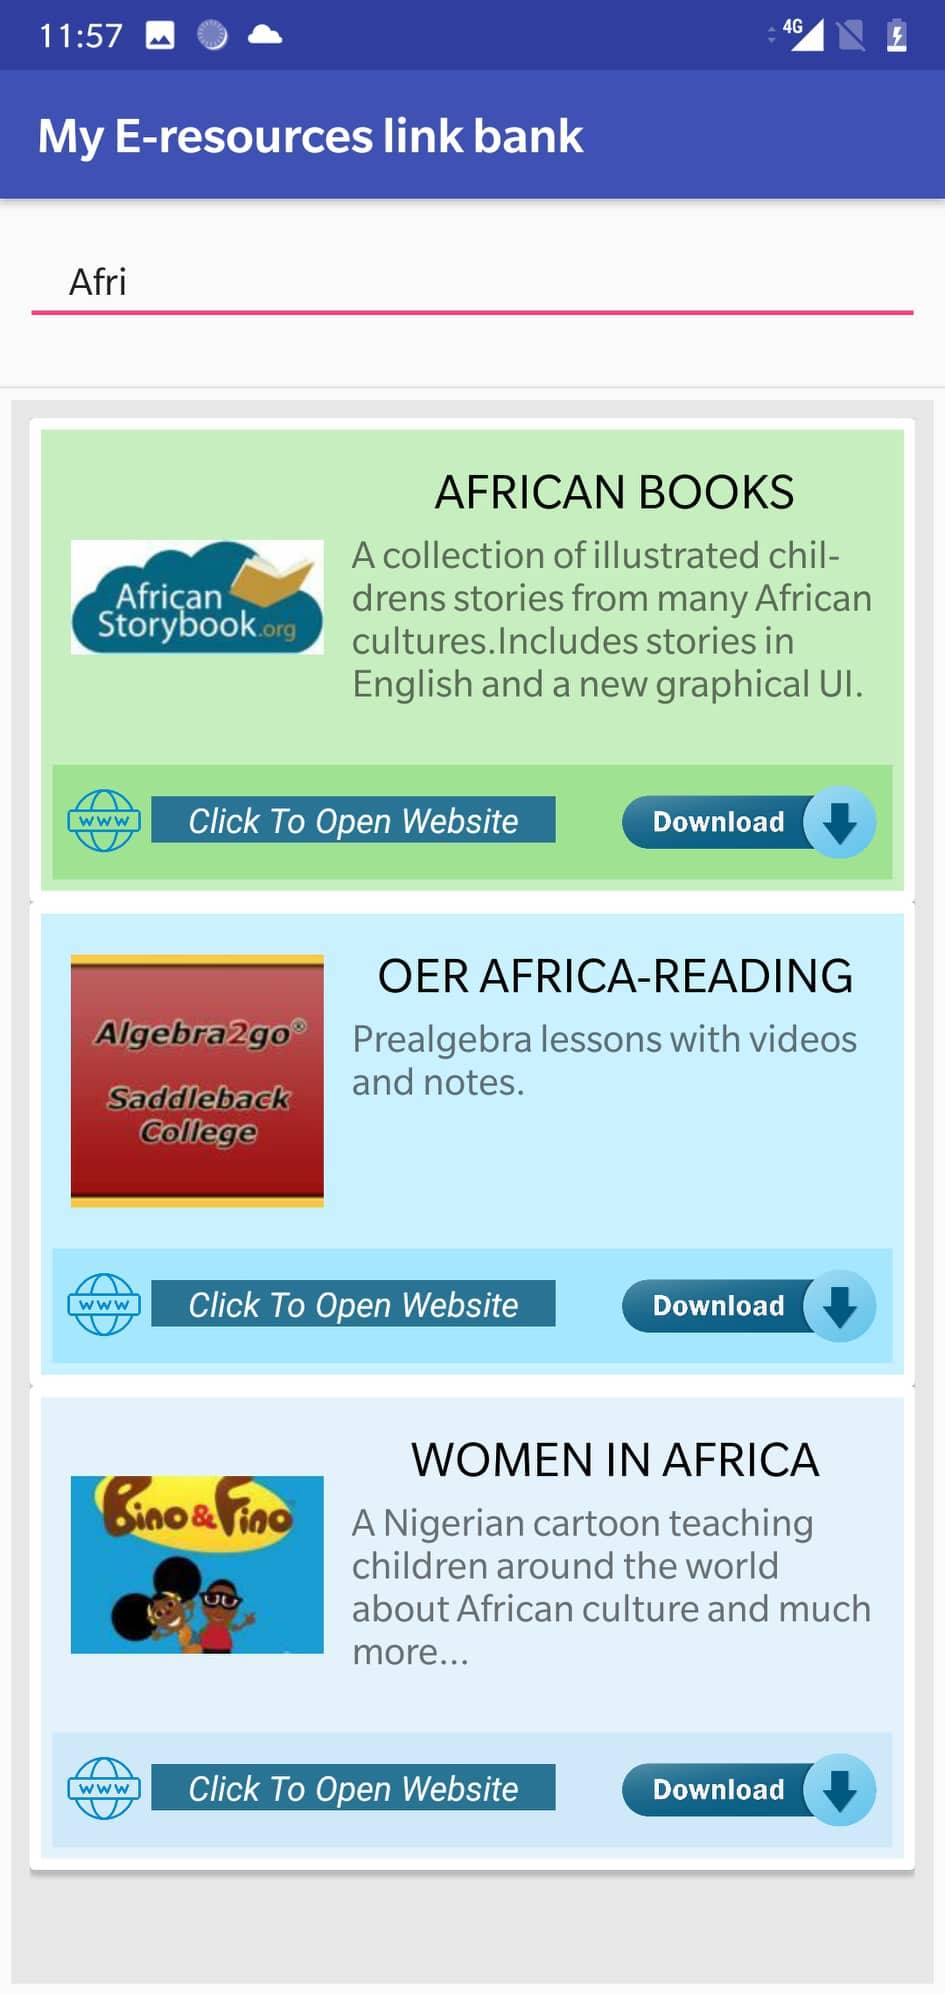 11:57
4G
My E-resources link bank
Afri
AFRICAN BOOKS
African
Storybook.org
A collection of illustrated chil-
drens stories from many African
cultures.Includes stories in
English and a new graphical UI.
www
Click To Open Website
Download
OER AFRICA-READING
Algebra2go®
Saddleback
College
Prealgebra lessons with videos
and notes.
www
Click To Open Website
Download
WOMEN IN AFRICA
Bino & Fino
A Nigerian cartoon teaching
children around the world
about African culture and much
more...
www
Click To Open Website
Download